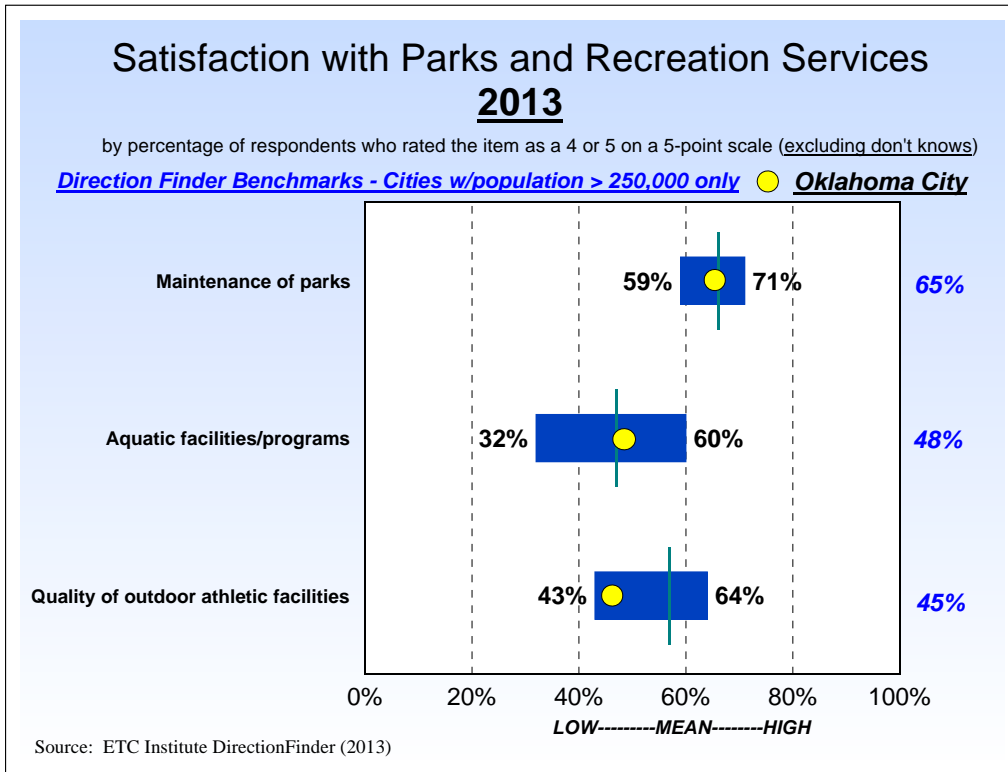 Satisfaction with Parks and Recreation Services
2013
by percentage of respondents who rated the item as a 4 or 5 on a 5-point scale (excluding don't knows)
Direction Finder Benchmarks - Cities w/population > 250,000 only Oklahoma City
Maintenance of parks 59% 71% 65%
Aquatic facilities/programs 32% 60% 48%
Quality of outdoor athletic facilities 43% 64% 45%
0% 20% 40% 60% 80% 100%
LOW---------MEAN--------HIGH
Source: ETC Institute DirectionFinder (2013)